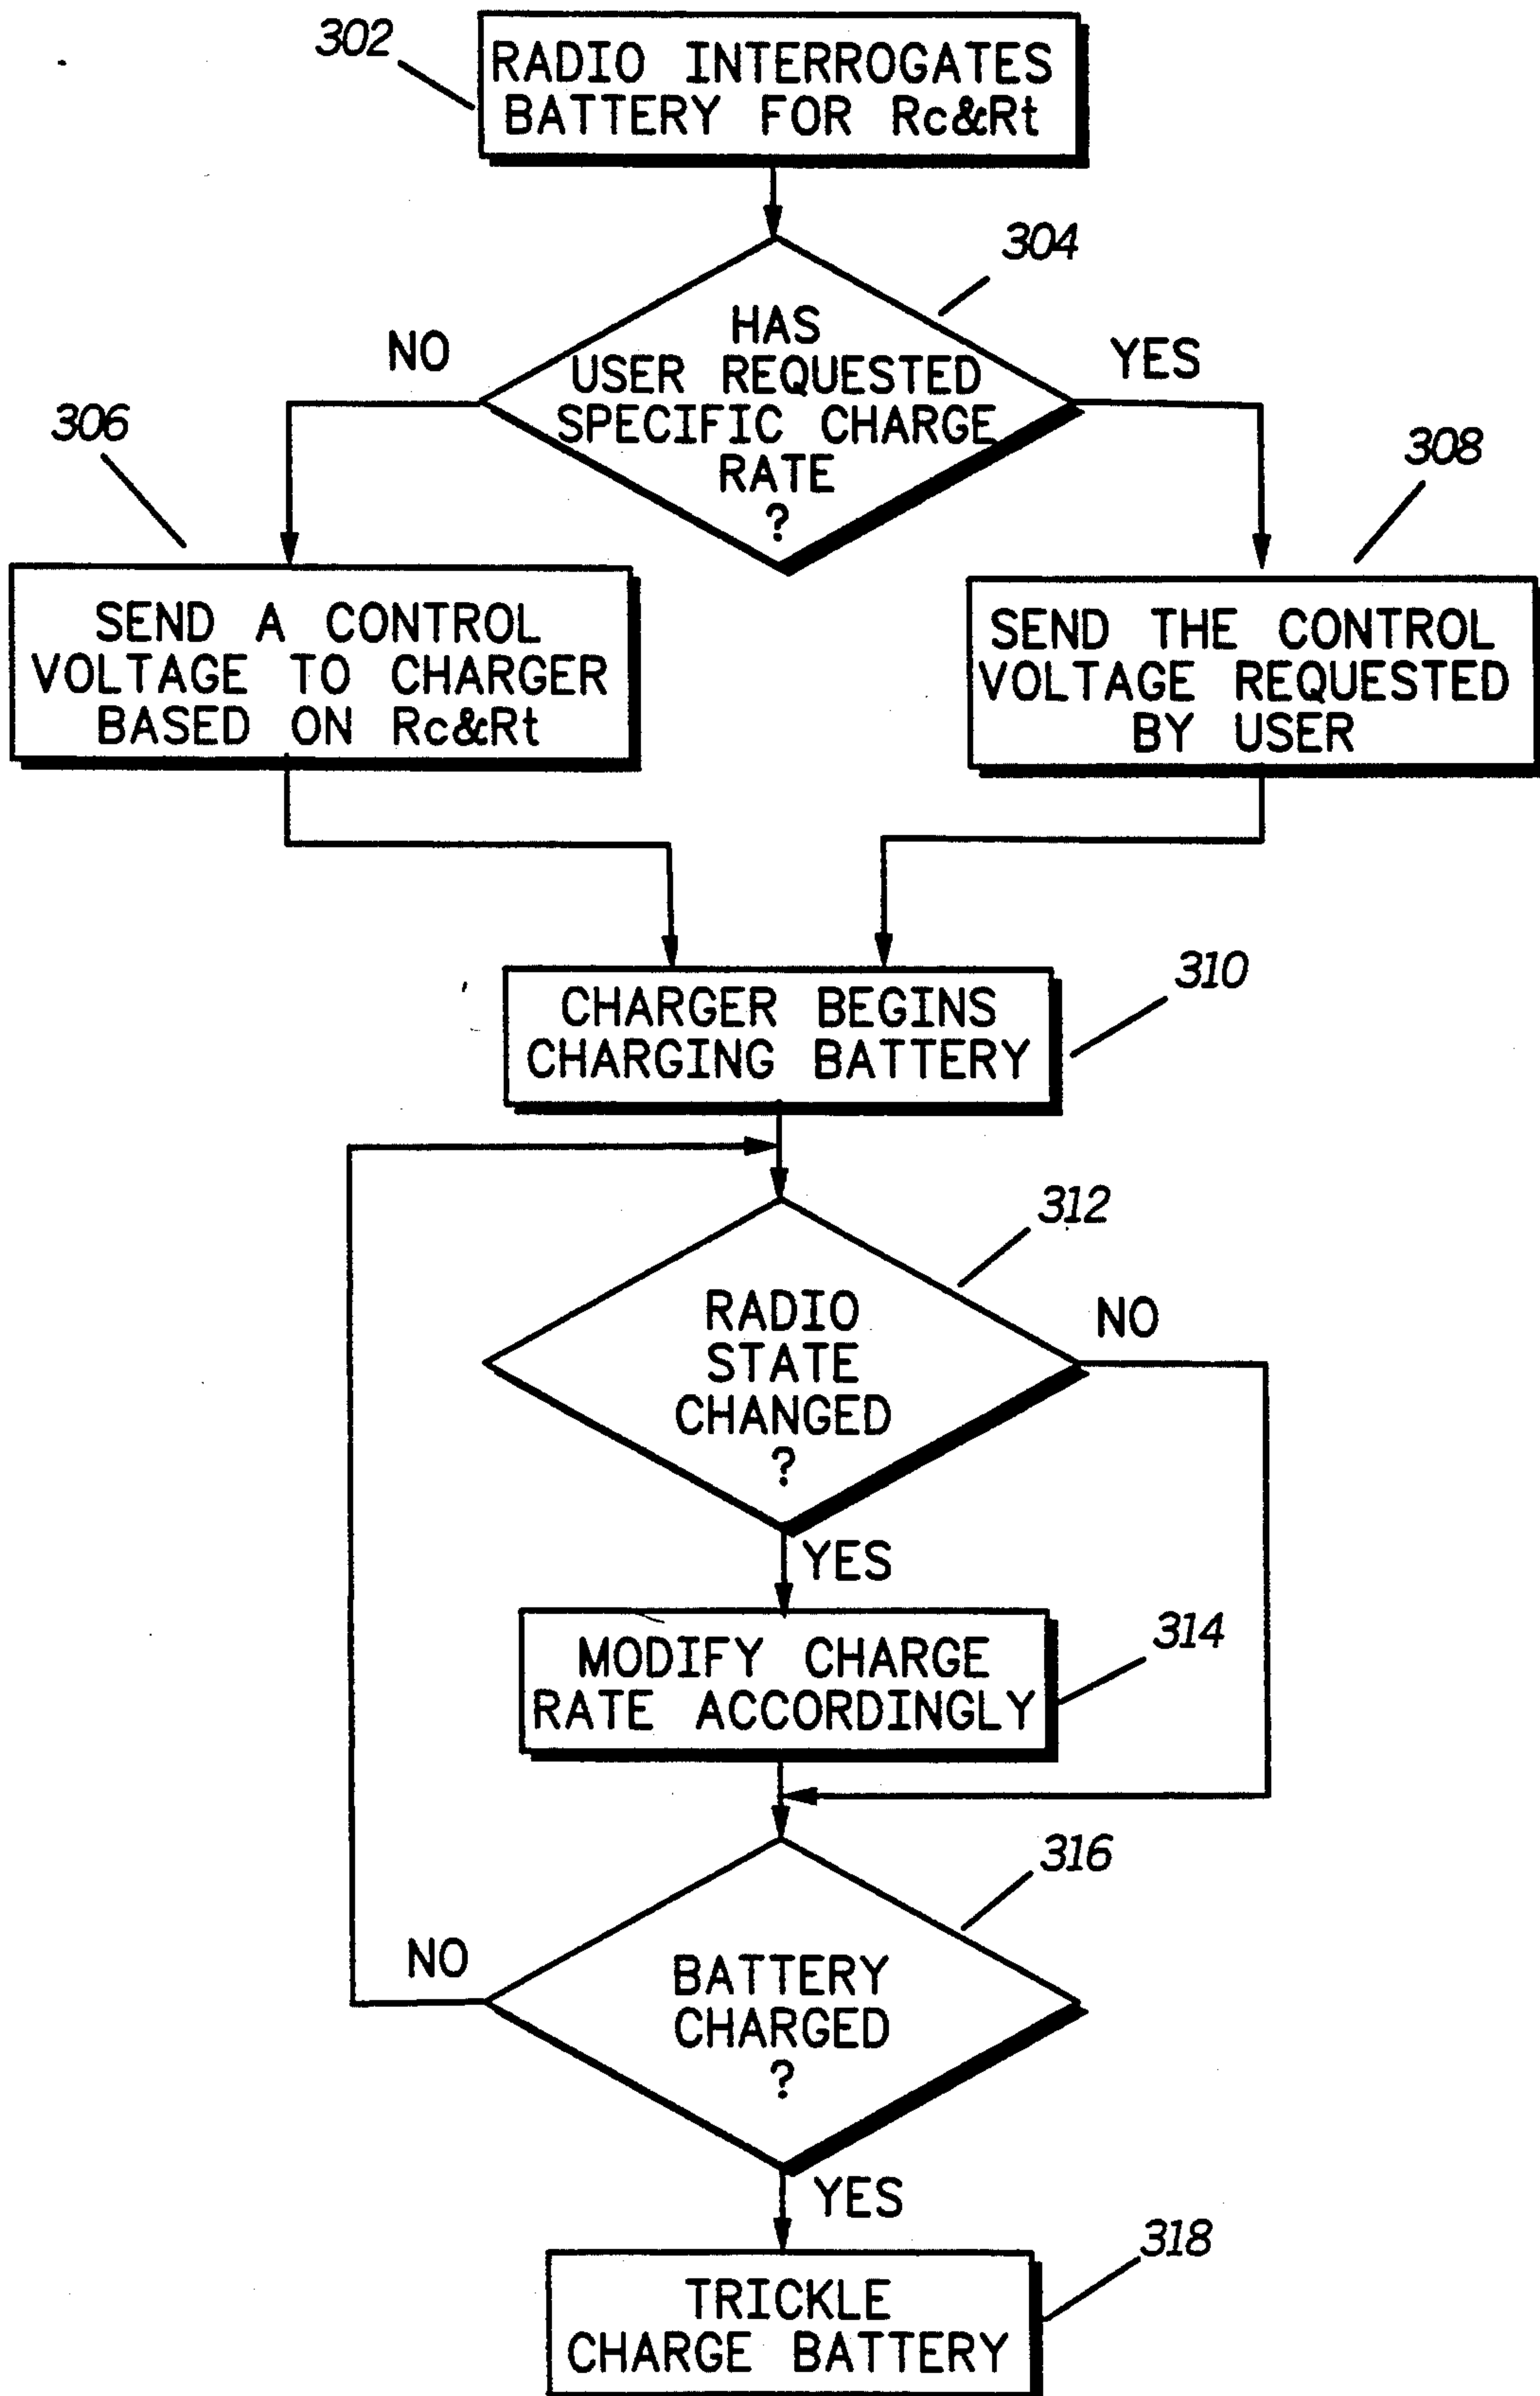 302
RADIO INTERROGATES
BATTERY FOR Rc&Rt
304
HAS
USER REQUESTED
SPECIFIC CHARGE
RATE
?
NO
YES
306
308
SEND A CONTROL
VOLTAGE TO CHARGER
BASED ON Rc&Rt
SEND THE CONTROL
VOLTAGE REQUESTED
BY USER
310
CHARGER BEGINS
CHARGING BATTERY
312
RADIO
STATE
CHANGED
?
NO
YES
314
MODIFY CHARGE
RATE ACCORDINGLY
316
BATTERY
CHARGED
?
NO
YES
318
TRICKLE
CHARGE BATTERY